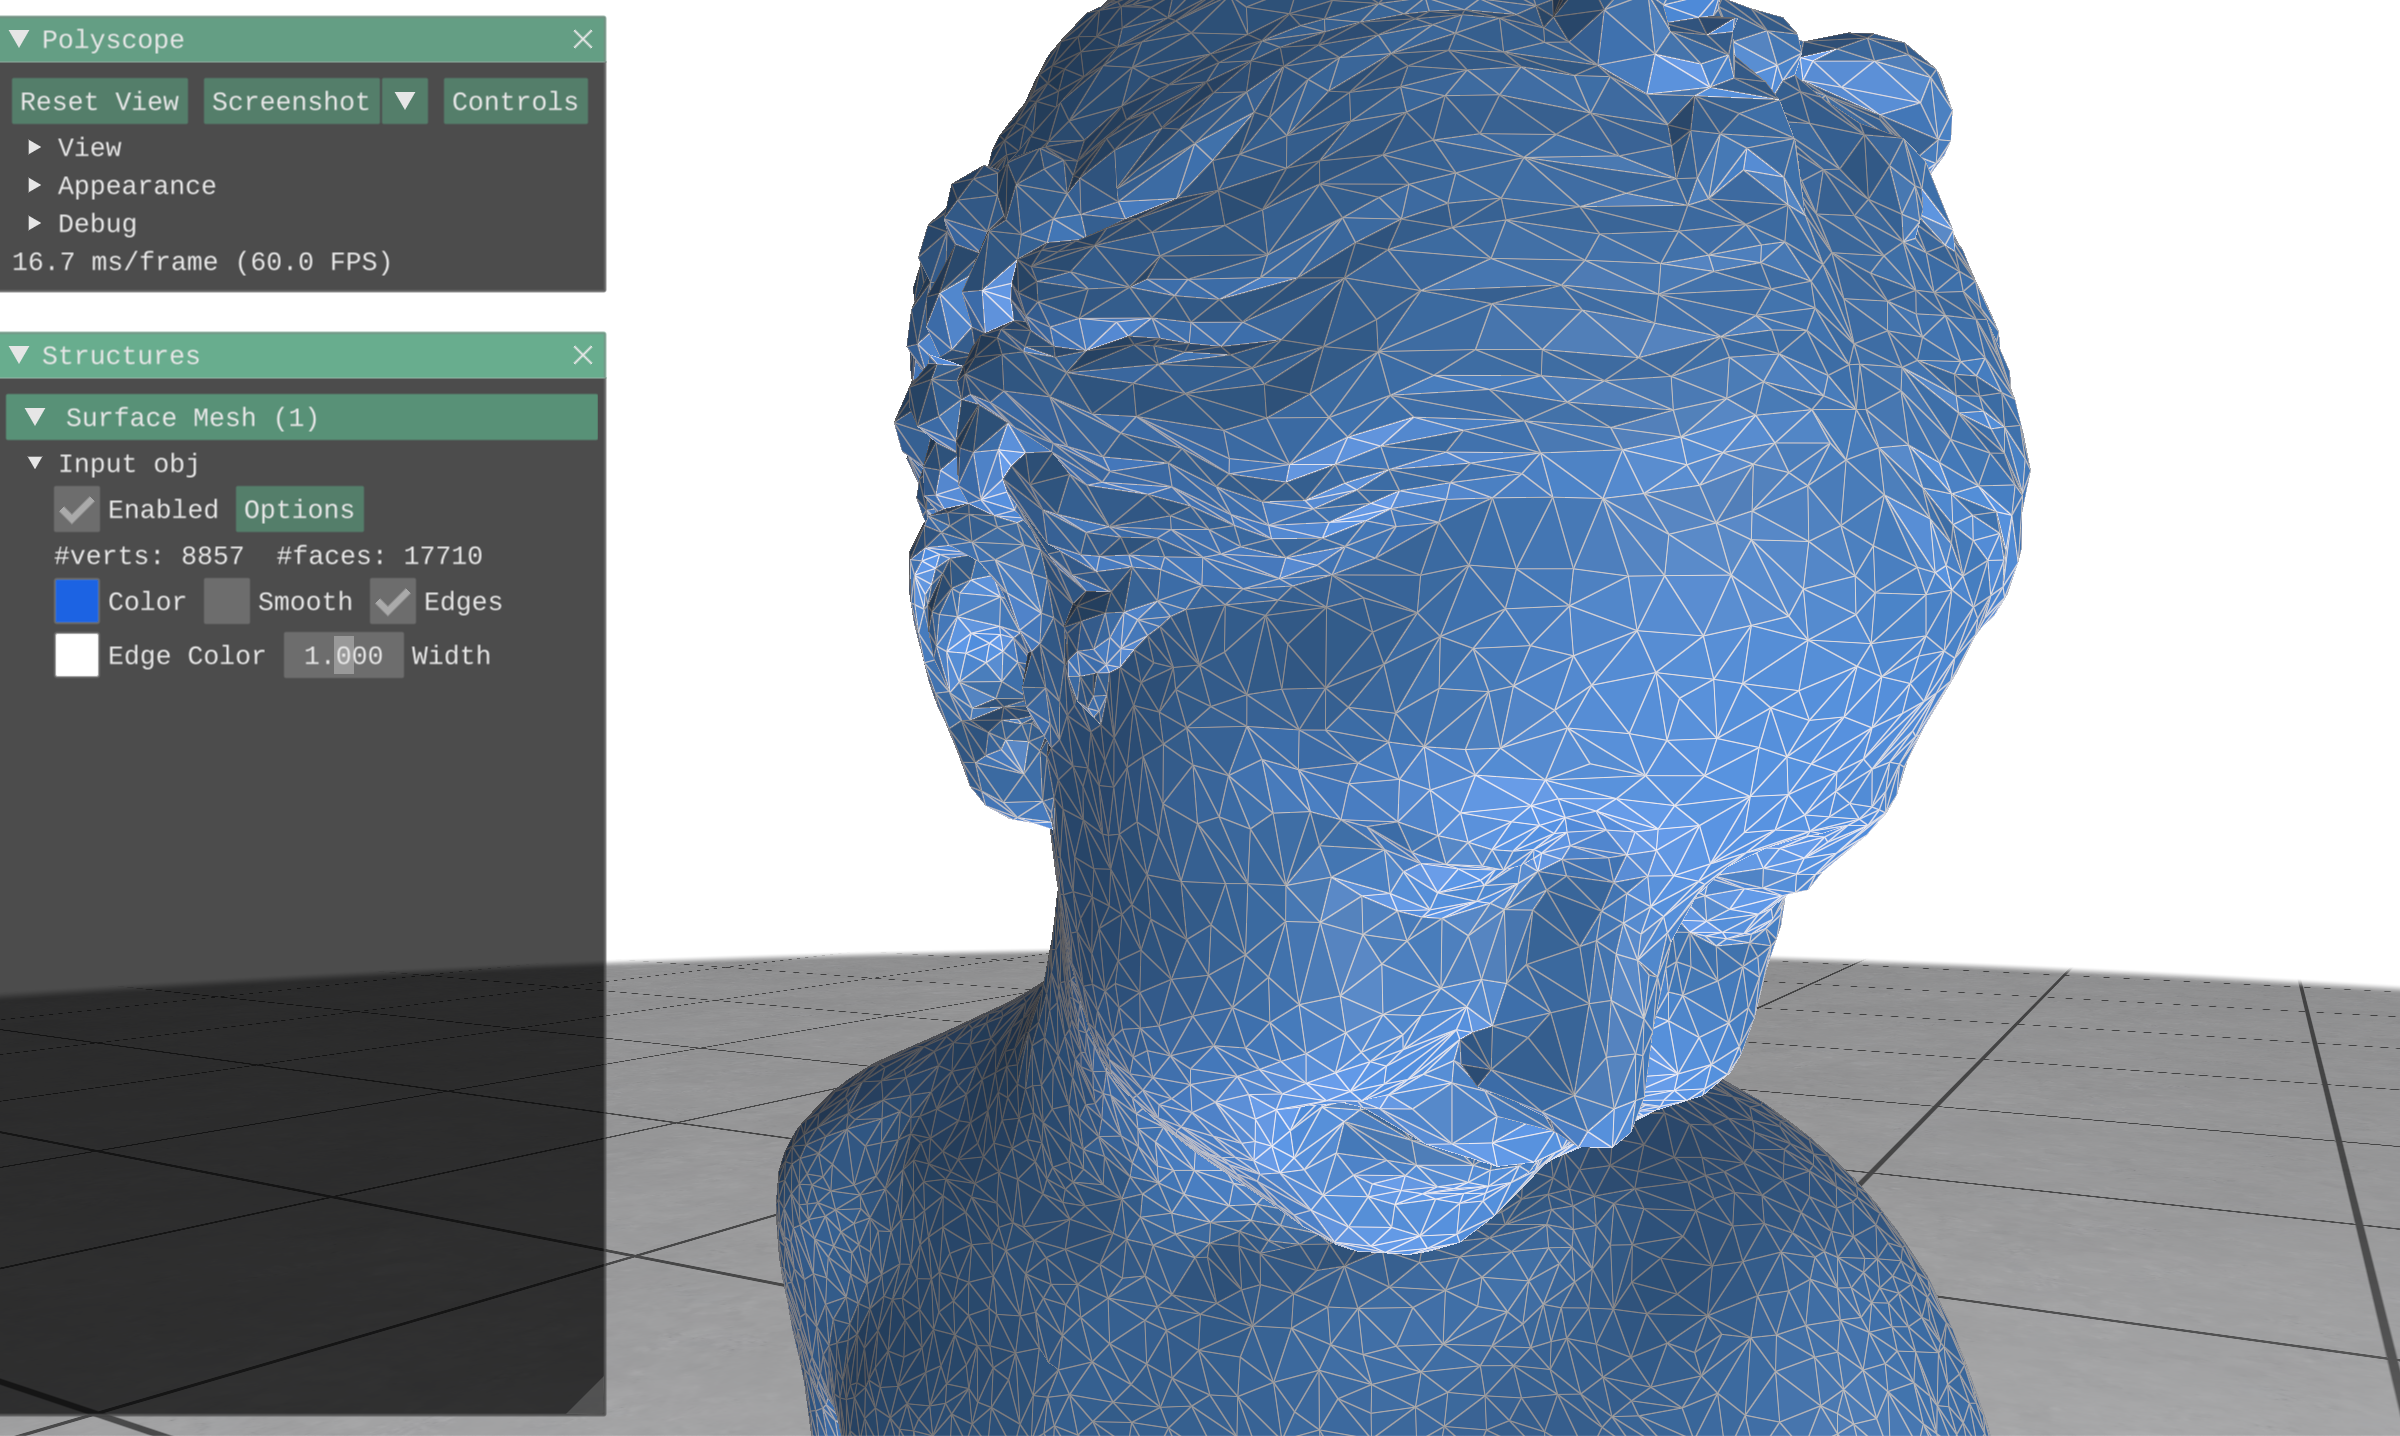 Polyscope
Reset View Screenshot Controls
View
Appearance
Debug
16.7 ms/frame (60.0 FPS)
Structures
Surface Mesh (1)
Input obj
Enabled Options
#verts: 8857 #faces: 17710
Color Smooth Edges
Edge Color 1.000 Width